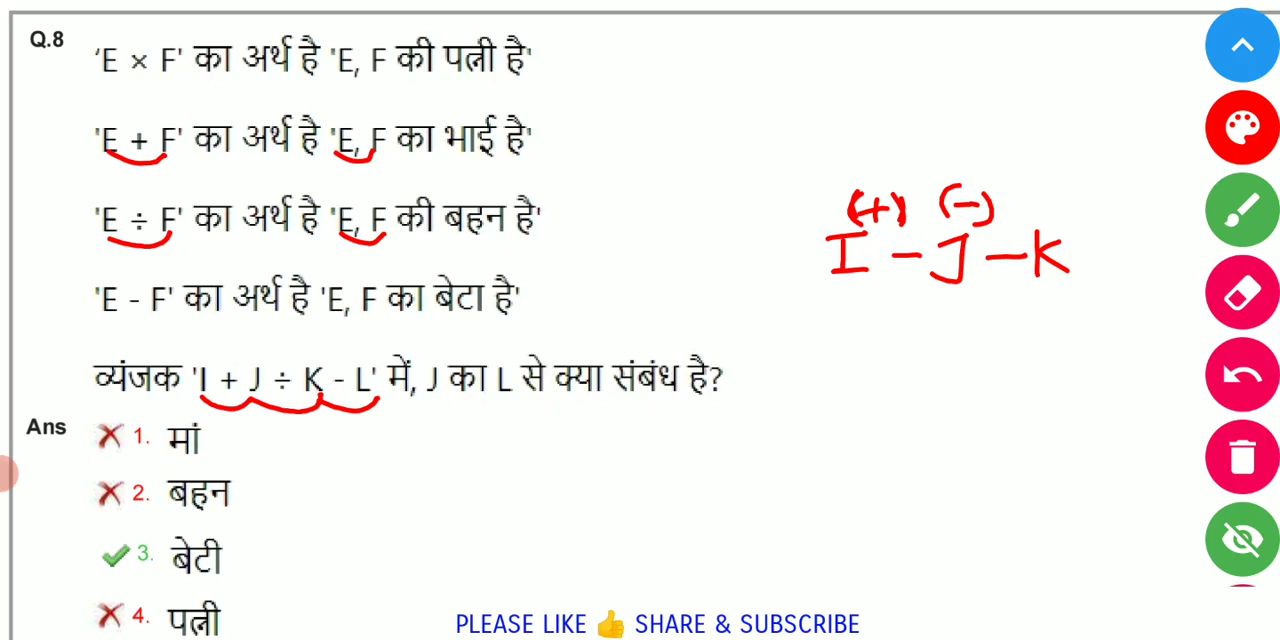 Q.8 'E × F' का अर्थ है 'E, F की पत्नी है'
'E + F' का अर्थ है 'E, F का भाई है'
'E ÷ F' का अर्थ है 'E, F की बहन है'
(+) (-)
I - J - K
'E - F' का अर्थ है 'E, F का बेटा है'
व्यंजक 'I + J ÷ K - L' में, J का L से क्या संबंध है?
Ans 1. मां
2. बहन
3. बेटी
4. पत्नी
PLEASE LIKE 👍 SHARE & SUBSCRIBE